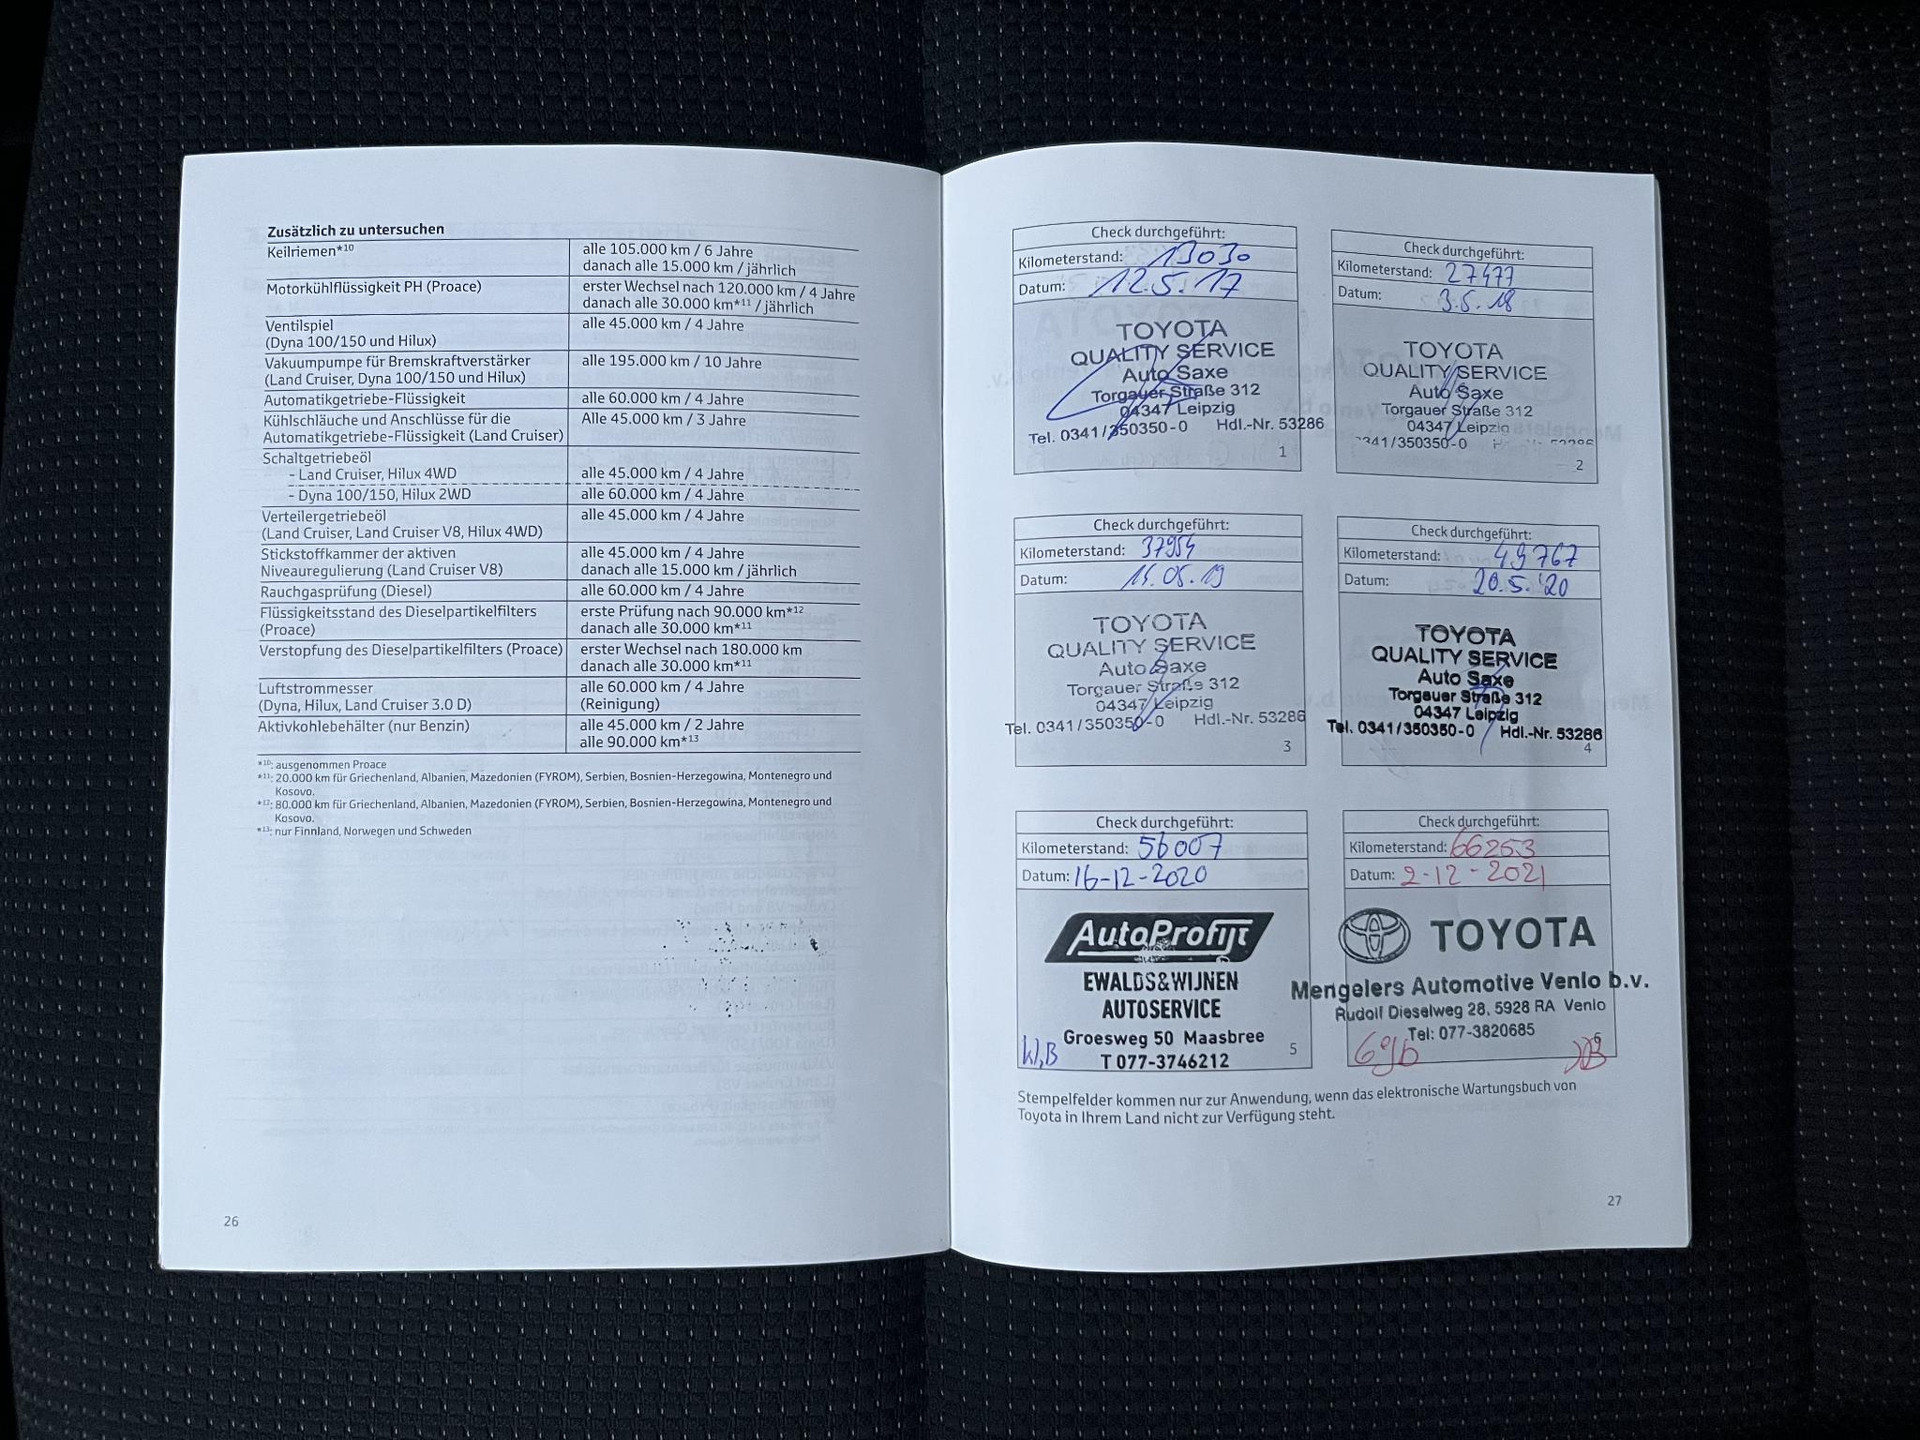 Zusätzlich zu untersuchen
Keilriemen*10 alle 105.000 km / 6 Jahre
danach alle 15.000 km / jährlich
Motorkühlflüssigkeit PH (Proace) erster Wechsel nach 120.000 km / 4 Jahre
danach alle 30.000 km*11 / jährlich
Ventilspiel alle 45.000 km / 4 Jahre
(Dyna 100/150 und Hilux)
Vakuumpumpe für Bremskraftverstärker alle 195.000 km / 10 Jahre
(Land Cruiser, Dyna 100/150 und Hilux)
Automatikgetriebe-Flüssigkeit alle 60.000 km / 4 Jahre
Kühlschläuche und Anschlüsse für die Alle 45.000 km / 3 Jahre
Automatikgetriebe-Flüssigkeit (Land Cruiser)
Schaltgetriebeöl
- Land Cruiser, Hilux 4WD alle 45.000 km / 4 Jahre
- Dyna 100/150, Hilux 2WD alle 60.000 km / 4 Jahre
Verteilergetriebeöl alle 45.000 km / 4 Jahre
(Land Cruiser, Land Cruiser V8, Hilux 4WD)
Stickstoffkammer der aktiven alle 45.000 km / 4 Jahre
Niveauregulierung (Land Cruiser V8) danach alle 15.000 km / jährlich
Rauchgasprüfung (Diesel) alle 60.000 km / 4 Jahre
Flüssigkeitsstand des Dieselpartikelfilters erste Prüfung nach 90.000 km*12
(Proace) danach alle 30.000 km*11
Verstopfung des Dieselpartikelfilters (Proace) erster Wechsel nach 180.000 km
danach alle 30.000 km*11
Luftstrommesser alle 60.000 km / 4 Jahre
(Dyna, Hilux, Land Cruiser 3.0 D) (Reinigung)
Aktivkohlebehälter (nur Benzin) alle 45.000 km / 2 Jahre
alle 90.000 km*13
*10: ausgenommen Proace
*11: 20.000 km für Griechenland, Albanien, Mazedonien (FYROM), Serbien, Bosnien-Herzegowina, Montenegro und
Kosovo.
*12: 80.000 km für Griechenland, Albanien, Mazedonien (FYROM), Serbien, Bosnien-Herzegowina, Montenegro und
Kosovo.
*13: nur Finnland, Norwegen und Schweden
26
Check durchgeführt:
Kilometerstand: 13030
Datum: 12.5.17
TOYOTA
QUALITY SERVICE
Auto Saxe
Torgauer Straße 312
04347 Leipzig
Tel. 0341/350350-0 Hdl.-Nr. 53286
1
Check durchgeführt:
Kilometerstand: 27477
Datum: 3.5.18
TOYOTA
QUALITY SERVICE
Auto Saxe
Torgauer Straße 312
04347 Leipzig
0341/350350-0
2
Check durchgeführt:
Kilometerstand: 37954
Datum:
TOYOTA
QUALITY SERVICE
Auto Saxe
Torgauer Straße 312
04347 Leipzig
Tel. 0341/350350-0 Hdl.-Nr. 53286
3
Check durchgeführt:
Kilometerstand: 49767
Datum: 20.5.'20
TOYOTA
QUALITY SERVICE
Auto Saxe
Torgauer Straße 312
04347 Leipzig
Tel. 0341/350350-0 Hdl.-Nr. 53286
4
Check durchgeführt:
Kilometerstand: 56007
Datum: 16-12-2020
AutoProfijt
EWALDS&WIJNEN
AUTOSERVICE
Groesweg 50 Maasbree
T 077-3746212
5
Check durchgeführt:
Kilometerstand: 66263
Datum: 2-12-2021
TOYOTA
Mengelers Automotive Venlo b.v.
Rudolf Dieselweg 28, 5928 RA Venlo
Tel: 077-3820685
6
Stempelfelder kommen nur zur Anwendung, wenn das elektronische Wartungsbuch von
Toyota in Ihrem Land nicht zur Verfügung steht.
27